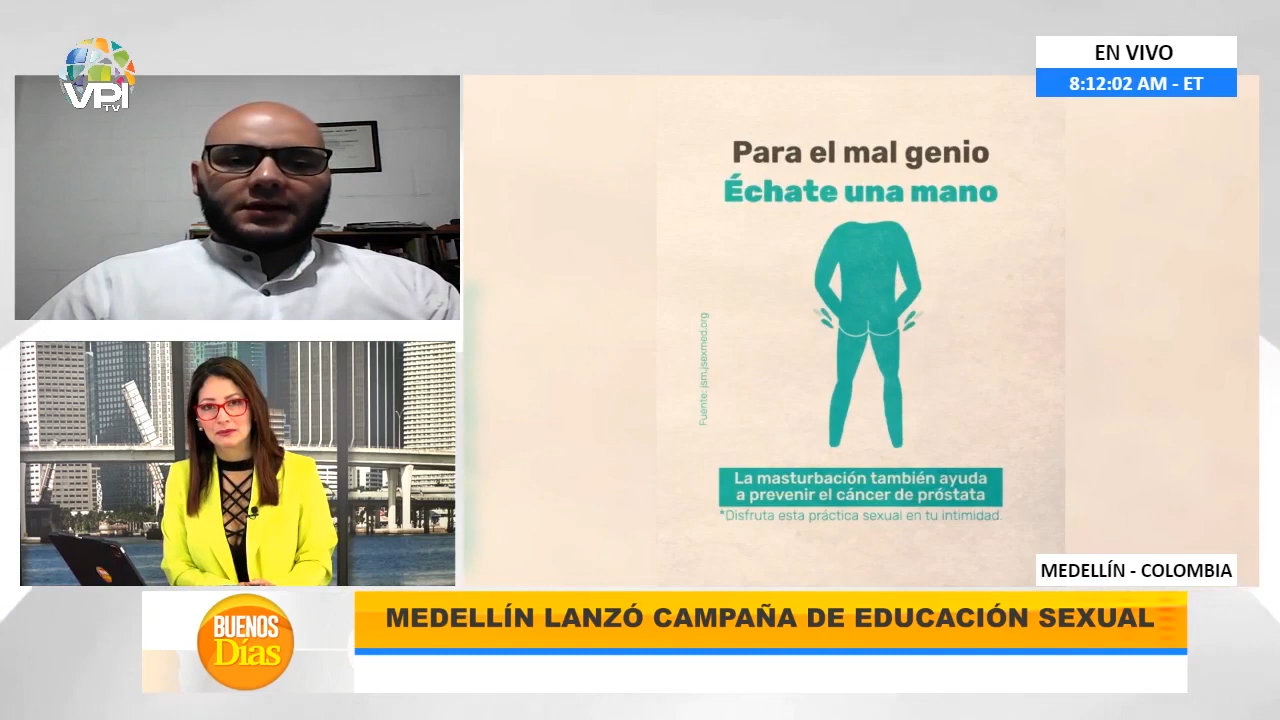 VPI
TV
EN VIVO
8:12:02 AM - ET
Para el mal genio
Échate una mano
Fuente: jsm.jsexmed.org
La masturbación también ayuda
a prevenir el cáncer de próstata
*Disfruta esta práctica sexual en tu intimidad.
MEDELLÍN - COLOMBIA
BUENOS
Días
MEDELLÍN LANZÓ CAMPAÑA DE EDUCACIÓN SEXUAL